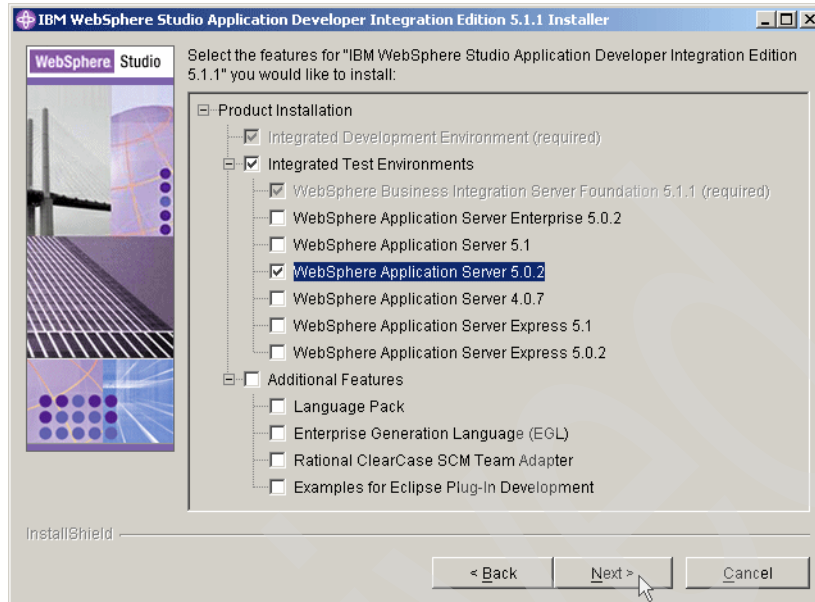 IBM WebSphere Studio Application Developer Integration Edition 5.1.1 Installer
WebSphere Studio
Select the features for "IBM WebSphere Studio Application Developer Integration Edition
5.1.1" you would like to install:
Product Installation
Integrated Development Environment (required)
Integrated Test Environments
WebSphere Business Integration Server Foundation 5.1.1 (required)
WebSphere Application Server Enterprise 5.0.2
WebSphere Application Server 5.1
WebSphere Application Server 5.0.2
WebSphere Application Server 4.0.7
WebSphere Application Server Express 5.1
WebSphere Application Server Express 5.0.2
Additional Features
Language Pack
Enterprise Generation Language (EGL)
Rational ClearCase SCM Team Adapter
Examples for Eclipse Plug-In Development
InstallShield
< Back Next > Cancel